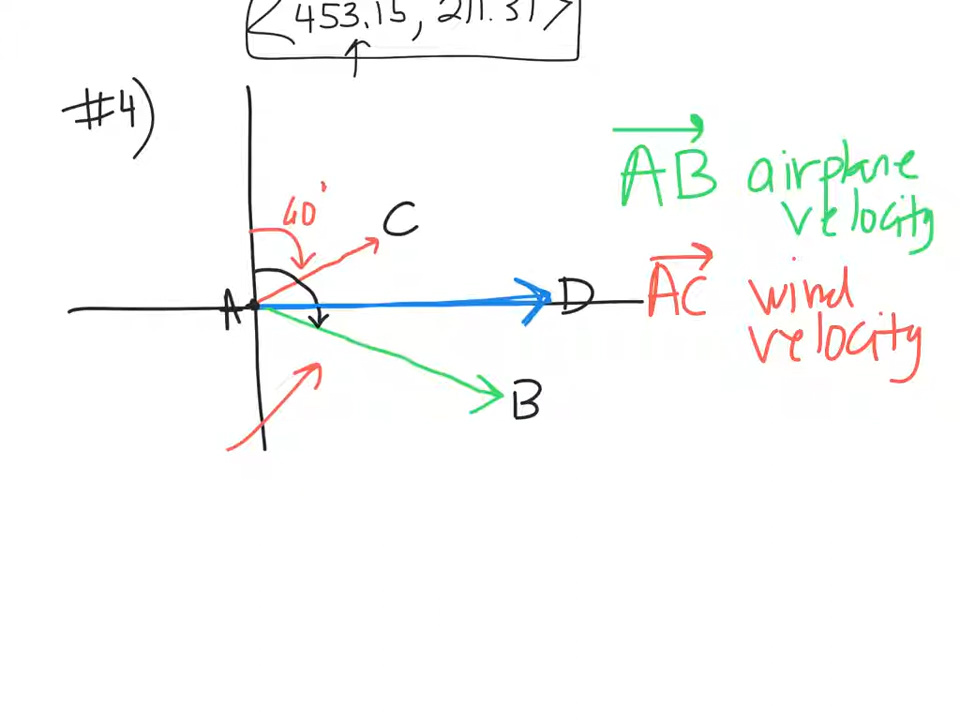 <453.15, 211.31>
#4)
40°
C
A
D
B
AB airplane
velocity
AC wind
velocity